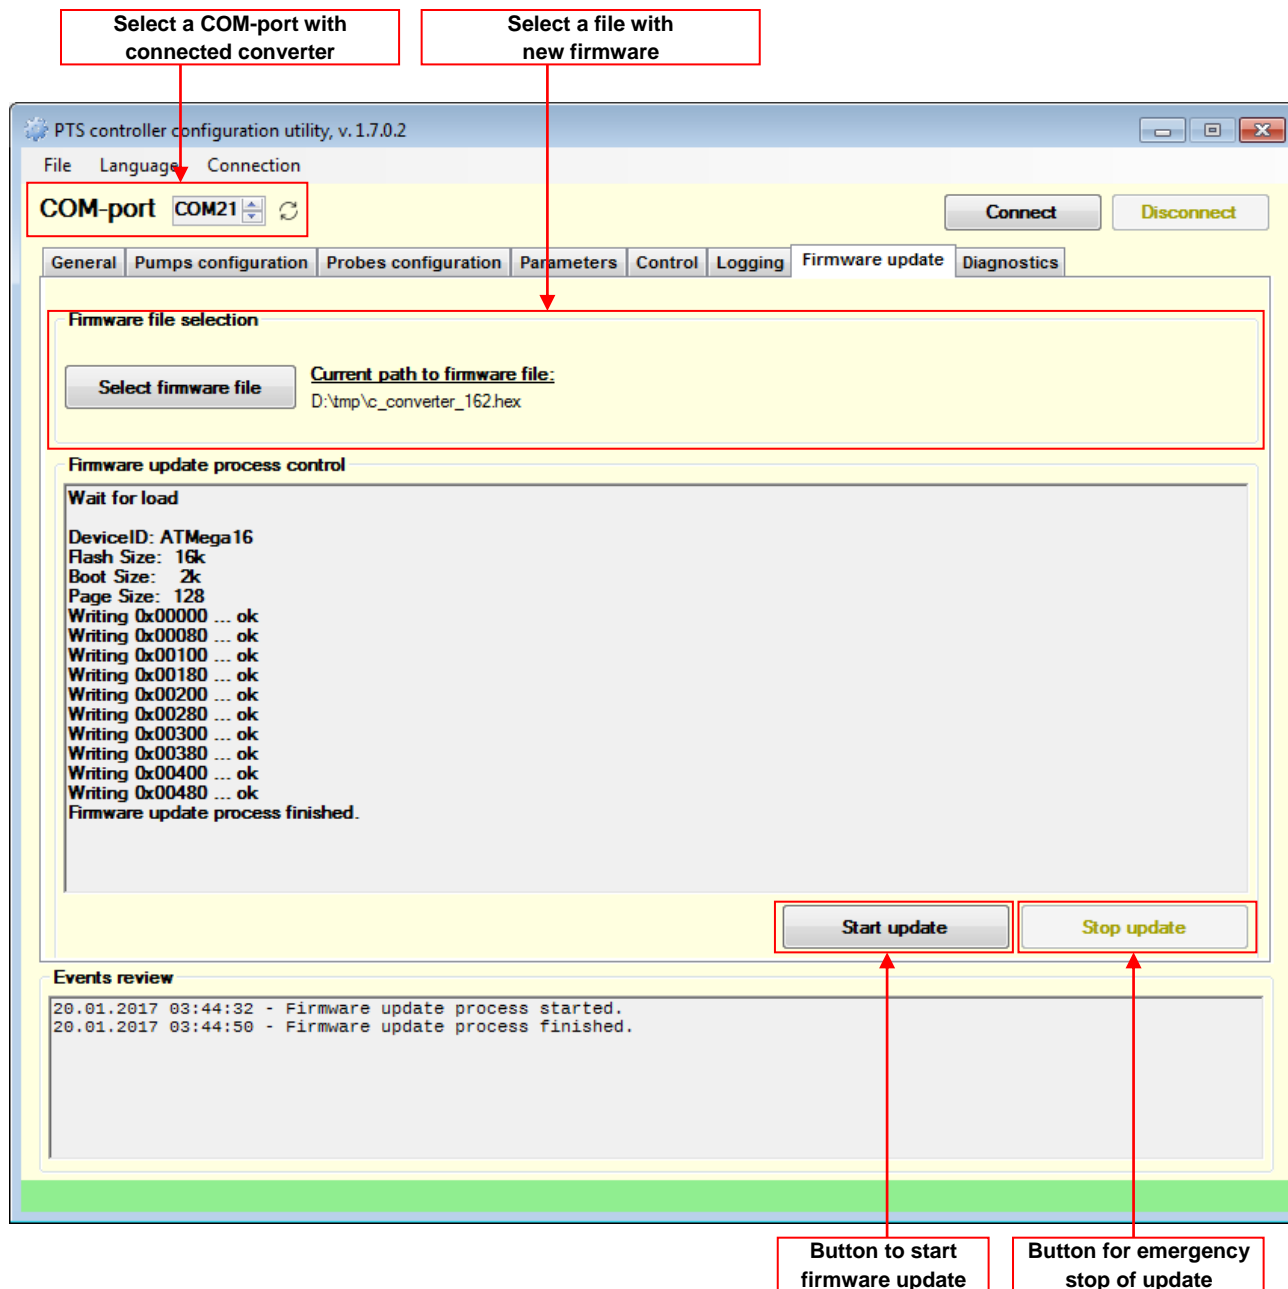 Select a COM-port with
connected converter
Select a file with
new firmware
PTS controller configuration utility, v. 1.7.0.2
File Language Connection
COM-port COM21 Connect Disconnect
General Pumps configuration Probes configuration Parameters Control Logging Firmware update Diagnostics
Firmware file selection
Select firmware file
Current path to firmware file:
D:\tmp\c_converter_162.hex
Firmware update process control
Wait for load
DeviceID: ATMega16
Flash Size: 16k
Boot Size: 2k
Page Size: 128
Writing 0x00000 ... ok
Writing 0x00080 ... ok
Writing 0x00100 ... ok
Writing 0x00180 ... ok
Writing 0x00200 ... ok
Writing 0x00280 ... ok
Writing 0x00300 ... ok
Writing 0x00380 ... ok
Writing 0x00400 ... ok
Writing 0x00480 ... ok
Firmware update process finished.
Start update Stop update
Events review
20.01.2017 03:44:32 - Firmware update process started.
20.01.2017 03:44:50 - Firmware update process finished.
Button to start
firmware update
Button for emergency
stop of update